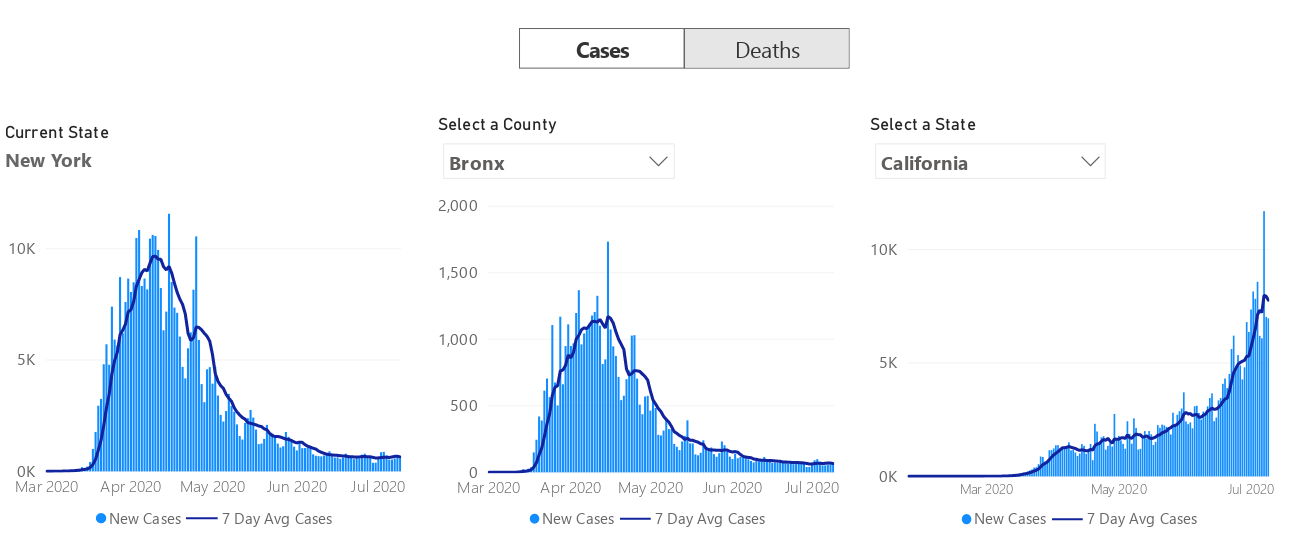 Cases Deaths
Current State
New York
Select a County
Bronx
Select a State
California
10K
5K
0K
Mar 2020 Apr 2020 May 2020 Jun 2020 Jul 2020
New Cases 7 Day Avg Cases
2,000
1,500
1,000
500
0
Mar 2020 Apr 2020 May 2020 Jun 2020 Jul 2020
New Cases 7 Day Avg Cases
10K
5K
0K
Mar 2020 May 2020 Jul 2020
New Cases 7 Day Avg Cases